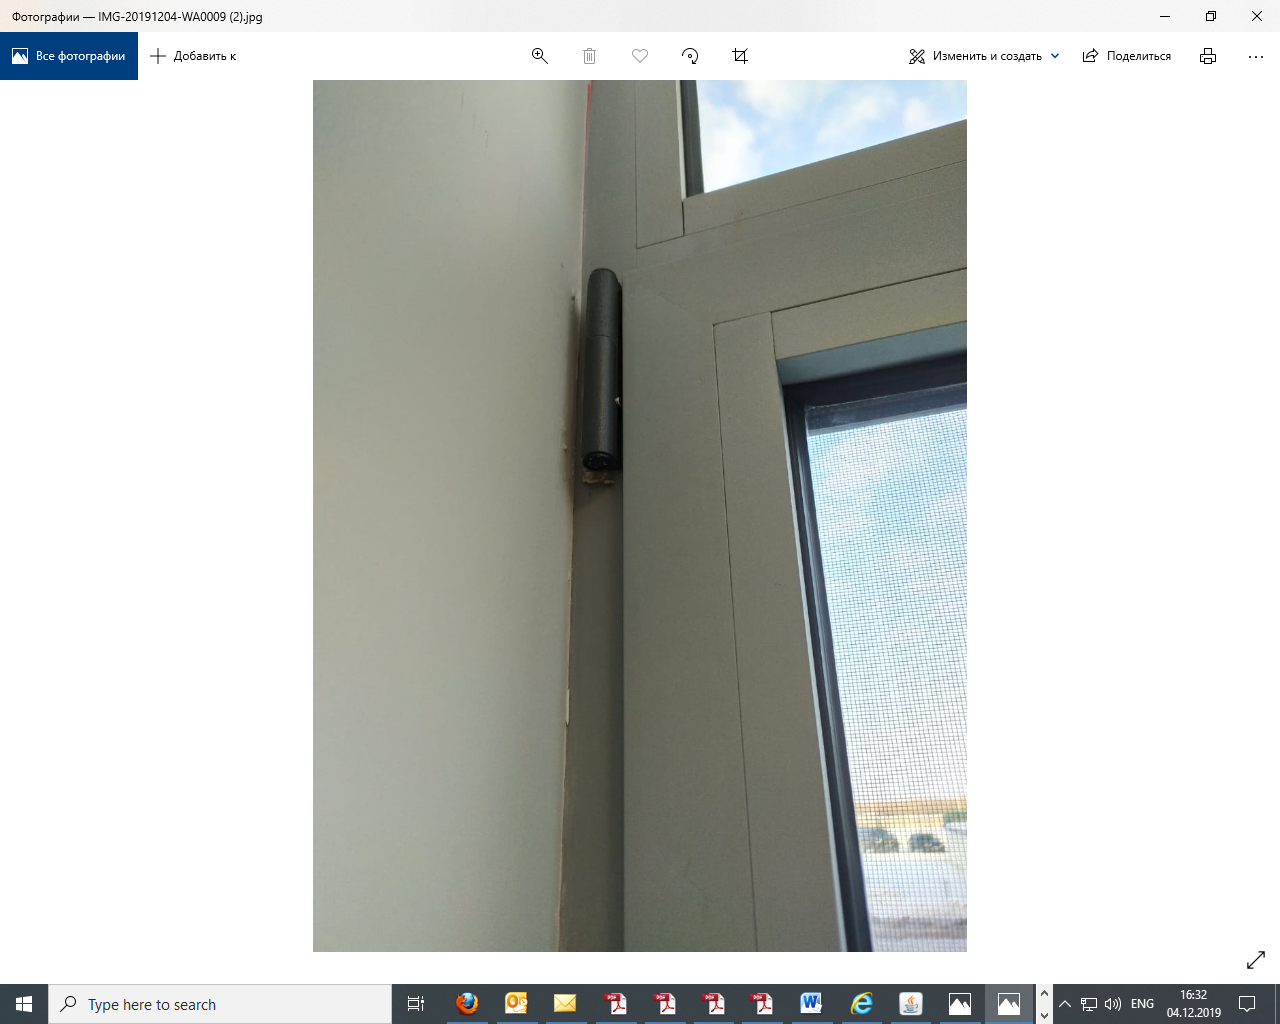 Фотографии — IMG-20191204-WA0009 (2).jpg
Все фотографии
Добавить к
Изменить и создать
Поделиться
Type here to search
ENG
16:32
04.12.2019